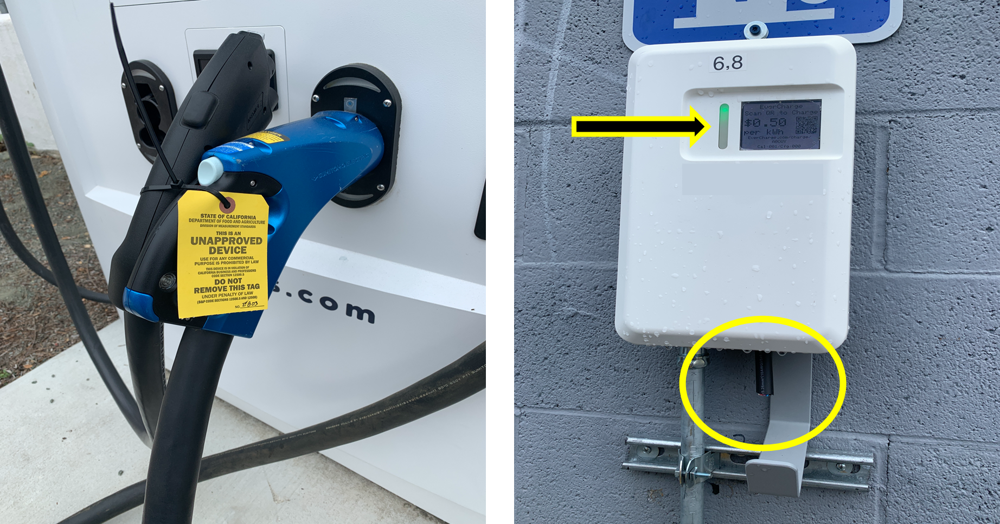 DANGER
SUMITOMO ELECTRIC
STATE OF CALIFORNIA
DEPARTMENT OF FOOD AND AGRICULTURE
DIVISION OF MEASUREMENT STANDARDS
THIS IS AN
UNAPPROVED
DEVICE
USE FOR ANY COMMERCIAL
PURPOSE IS PROHIBITED BY LAW
THIS DEVICE IS IN VIOLATION OF
CALIFORNIA BUSINESS AND PROFESSIONS
CODE SECTION 12500.5
DO NOT
REMOVE THIS TAG
UNDER PENALTY OF LAW
(B&P CODE SECTIONS 12500.5 AND 12508)
NO. EB03
s.com
6,8
EverCharge
Scan QR to Charge
$0.50
per kWh
EverCharge.com/charge/
Cal:001/Cfg:000